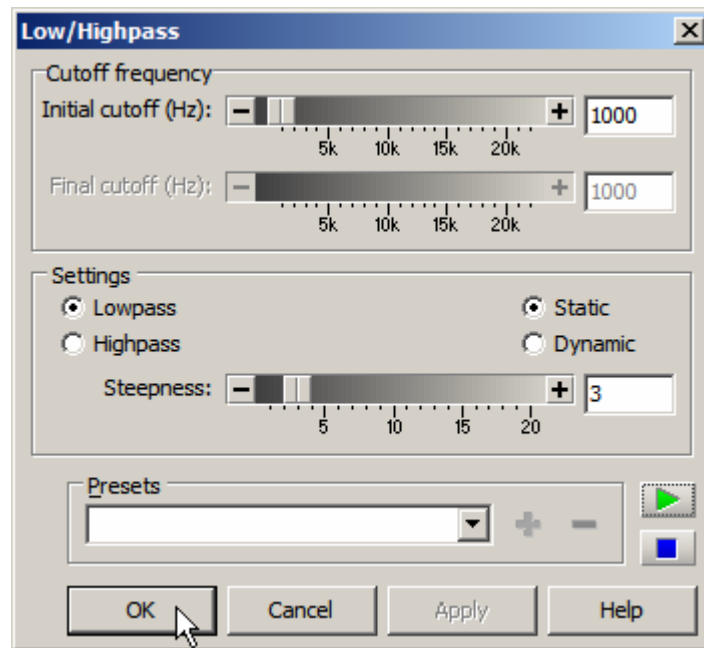 Low/Highpass
Cutoff frequency
Initial cutoff (Hz): 1000
5k 10k 15k 20k
Final cutoff (Hz): 1000
5k 10k 15k 20k
Settings
Lowpass Static
Highpass Dynamic
Steepness: 3
5 10 15 20
Presets
OK Cancel Apply Help